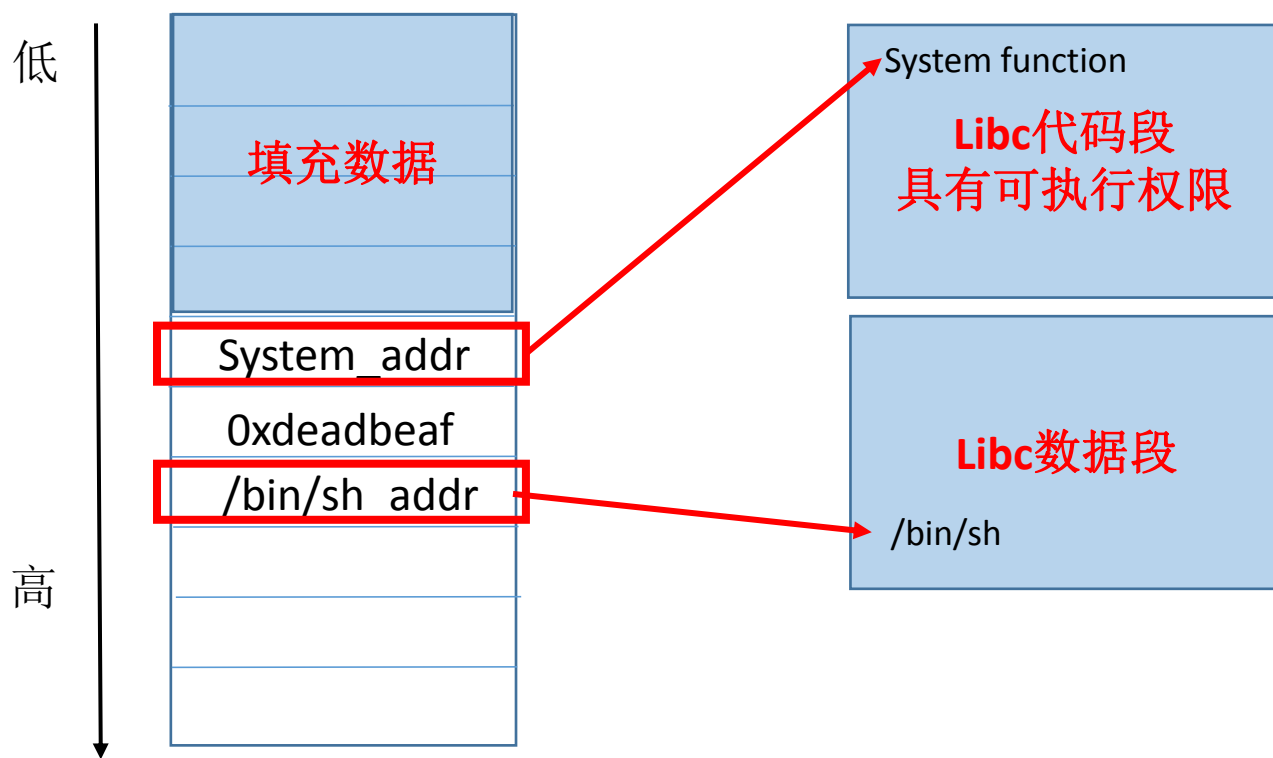 低
高
填充数据
System_addr
0xdeadbeaf
/bin/sh_addr
System function
Libc代码段
具有可执行权限
Libc数据段
/bin/sh